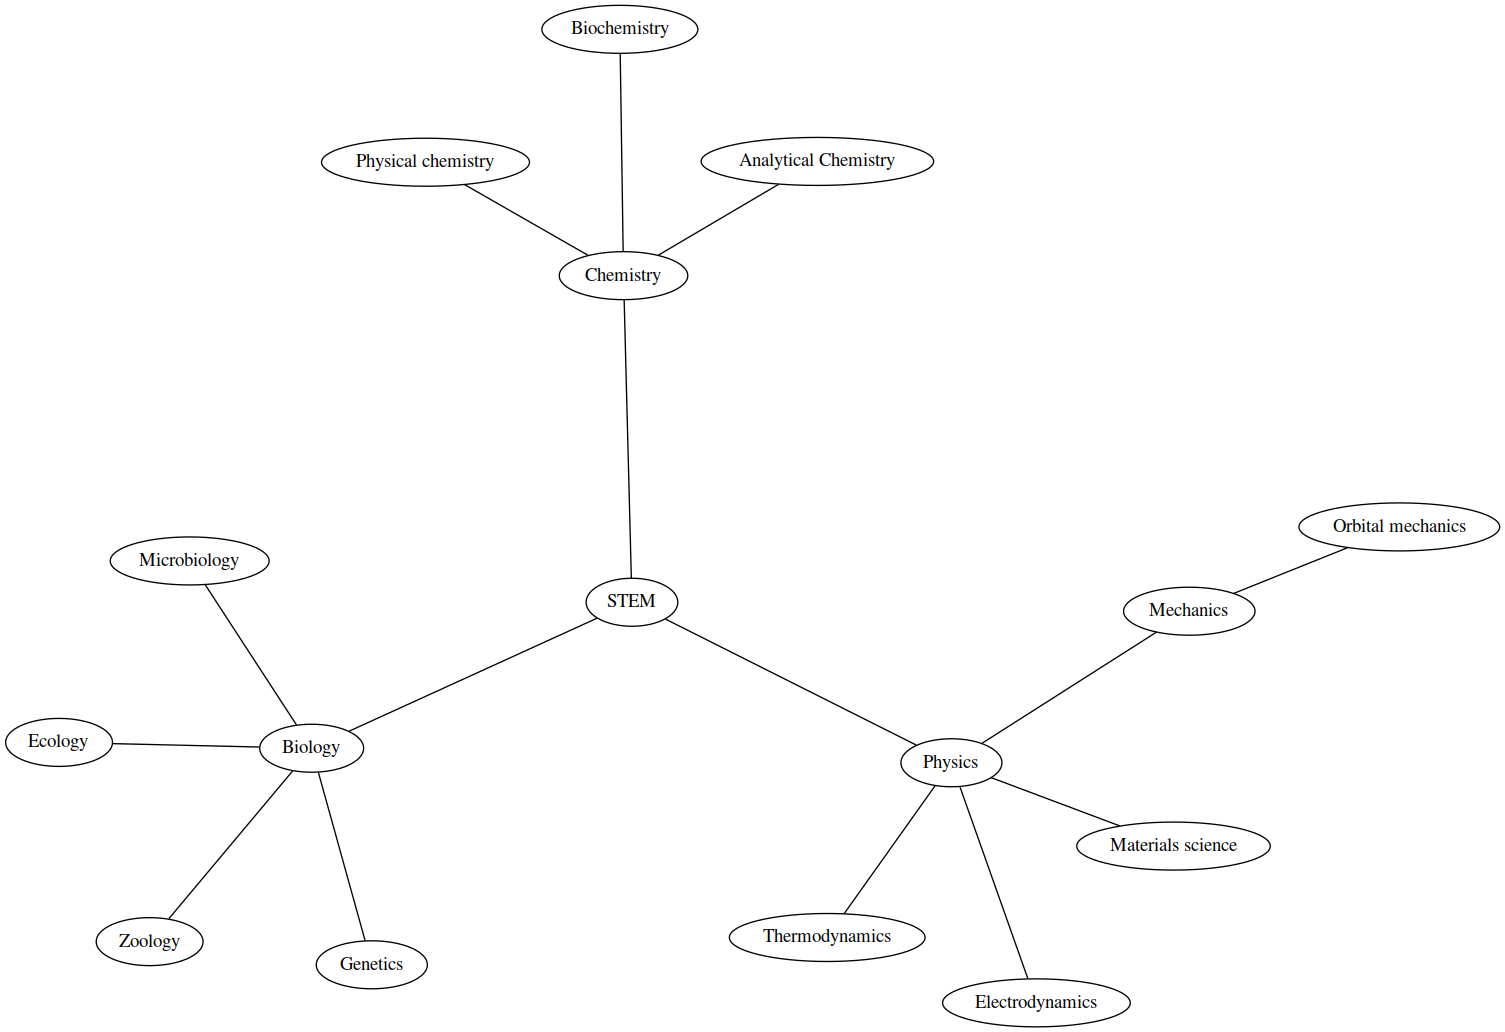 Biochemistry
Physical chemistry
Analytical Chemistry
Chemistry
Orbital mechanics
Microbiology
STEM
Mechanics
Ecology
Biology
Physics
Materials science
Zoology
Thermodynamics
Genetics
Electrodynamics